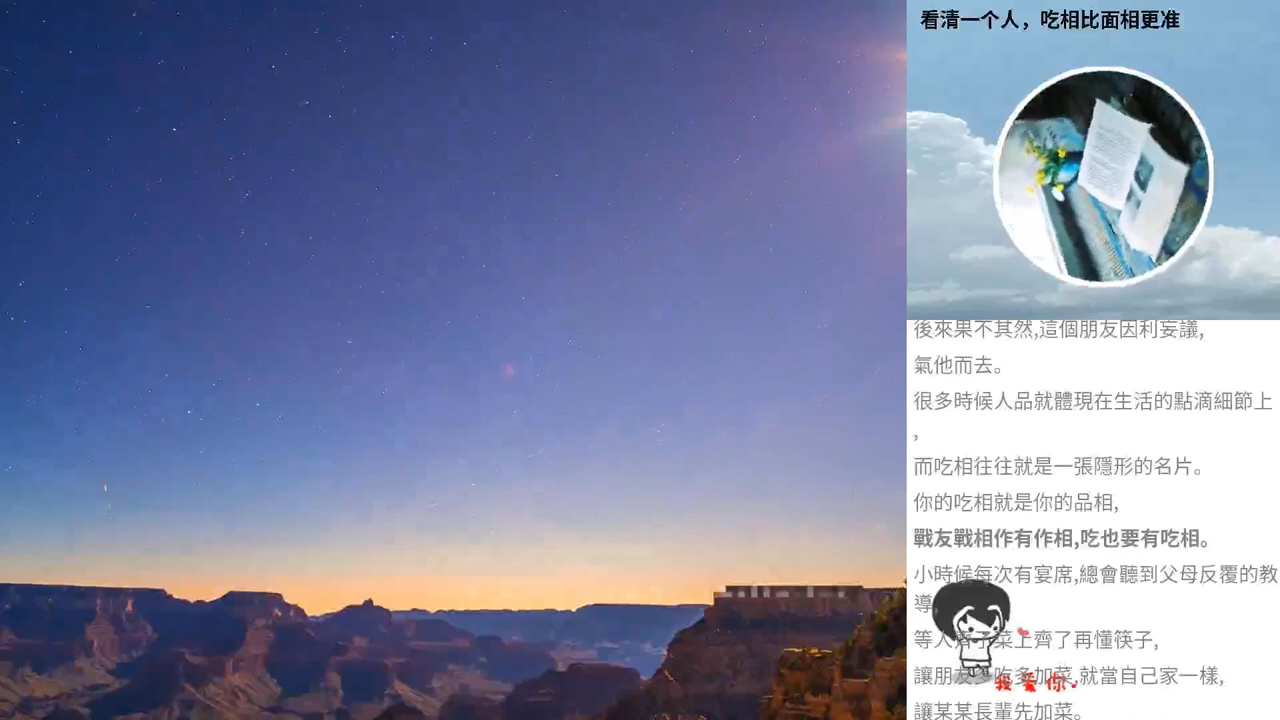 看清一个人，吃相比面相更准
後來果不其然,這個朋友因利妄議,
氣他而去。
很多時候人品就體現在生活的點滴細節上
,
而吃相往往就是一張隱形的名片。
你的吃相就是你的品相,
戰友戰相作有作相,吃也要有吃相。
小時候每次有宴席,總會聽到父母反覆的教
導
等人 菜上齊了再懂筷子,
讓朋友 吃多加菜,就當自己家一樣,
讓某某長輩先加菜。
我爱你.